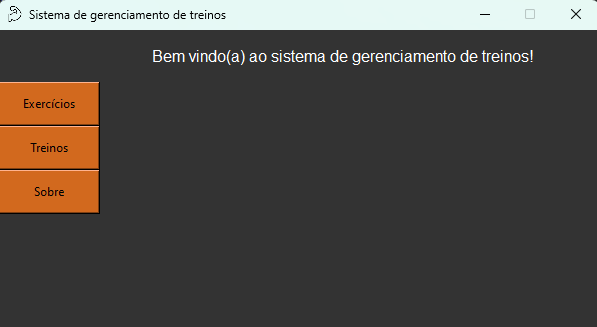 Sistema de gerenciamento de treinos
Bem vindo(a) ao sistema de gerenciamento de treinos!
Exercícios
Treinos
Sobre